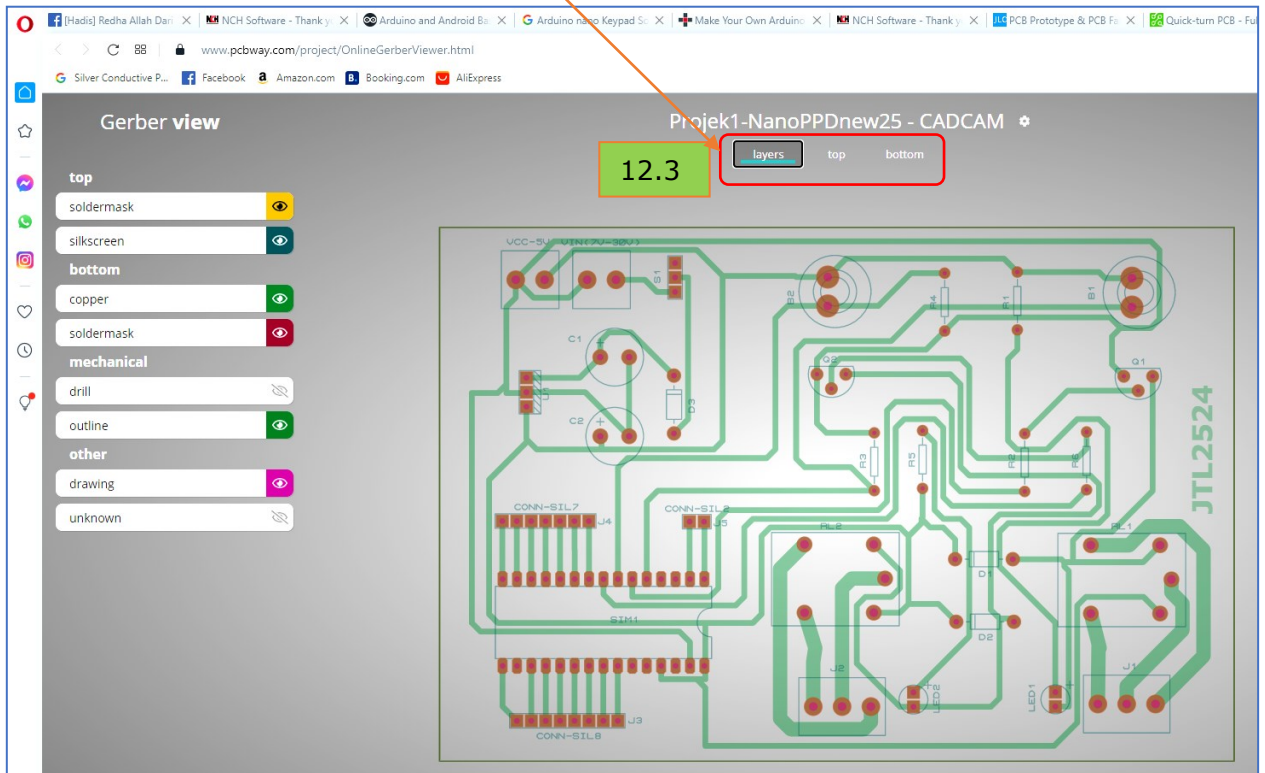 [Hadis] Redha Allah Dari
NCH Software - Thank y
Arduino and Android Ba
Arduino nano Keypad So
Make Your Own Arduino
NCH Software - Thank y
PCB Prototype & PCB Fa
Quick-turn PCB - Ful
www.pcbway.com/project/OnlineGerberViewer.html
Silver Conductive P... Facebook Amazon.com Booking.com AliExpress
Gerber view
Projek1-NanoPPDnew25 - CADCAM
layers top bottom
12.3
top
soldermask
silkscreen
bottom
copper
soldermask
mechanical
drill
outline
other
drawing
unknown
VCC-5V VIN(7V-30V)
S1
B2
R4
R1
B1
C1
U1
C2
D3
Q2
Q1
R3
R5
R2
R6
JTL2524
CONN-SIL7
J4
CONN-SIL2
J5
RL2
RL1
D1
SIM1
D2
J2
J1
LED2
LED1
J3
CONN-SIL8